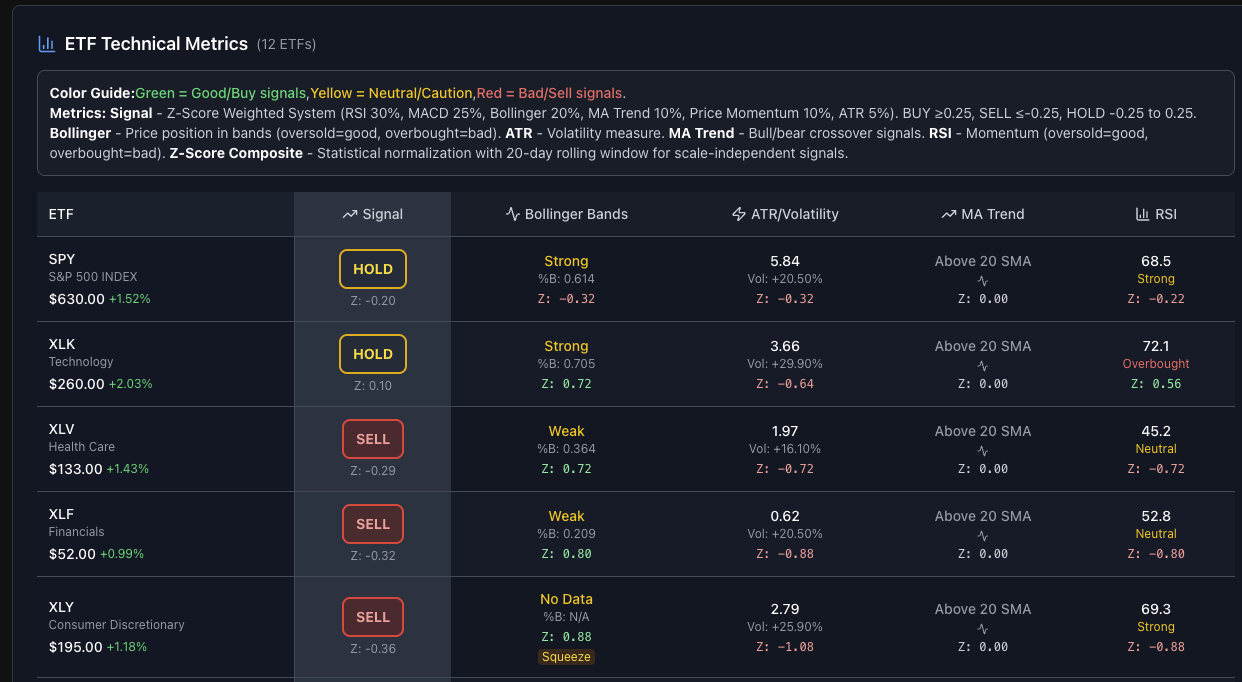 ETF Technical Metrics (12 ETFs)
Color Guide:Green = Good/Buy signals,Yellow = Neutral/Caution,Red = Bad/Sell signals.
Metrics: Signal - Z-Score Weighted System (RSI 30%, MACD 25%, Bollinger 20%, MA Trend 10%, Price Momentum 10%, ATR 5%). BUY ≥0.25, SELL ≤-0.25, HOLD -0.25 to 0.25.
Bollinger - Price position in bands (oversold=good, overbought=bad). ATR - Volatility measure. MA Trend - Bull/bear crossover signals. RSI - Momentum (oversold=good,
overbought=bad). Z-Score Composite - Statistical normalization with 20-day rolling window for scale-independent signals.
ETF Signal Bollinger Bands ATR/Volatility MA Trend RSI
SPY
S&P 500 INDEX
$630.00 +1.52%
HOLD
Z: -0.20
Strong
%B: 0.614
Z: -0.32
5.84
Vol: +20.50%
Z: -0.32
Above 20 SMA
Z: 0.00
68.5
Strong
Z: -0.22
XLK
Technology
$260.00 +2.03%
HOLD
Z: 0.10
Strong
%B: 0.705
Z: 0.72
3.66
Vol: +29.90%
Z: -0.64
Above 20 SMA
Z: 0.00
72.1
Overbought
Z: 0.56
XLV
Health Care
$133.00 +1.43%
SELL
Z: -0.29
Weak
%B: 0.364
Z: 0.72
1.97
Vol: +16.10%
Z: -0.72
Above 20 SMA
Z: 0.00
45.2
Neutral
Z: -0.72
XLF
Financials
$52.00 +0.99%
SELL
Z: -0.32
Weak
%B: 0.209
Z: 0.80
0.62
Vol: +20.50%
Z: -0.88
Above 20 SMA
Z: 0.00
52.8
Neutral
Z: -0.80
XLY
Consumer Discretionary
$195.00 +1.18%
SELL
Z: -0.36
No Data
%B: N/A
Z: 0.88
Squeeze
2.79
Vol: +25.90%
Z: -1.08
Above 20 SMA
Z: 0.00
69.3
Strong
Z: -0.88